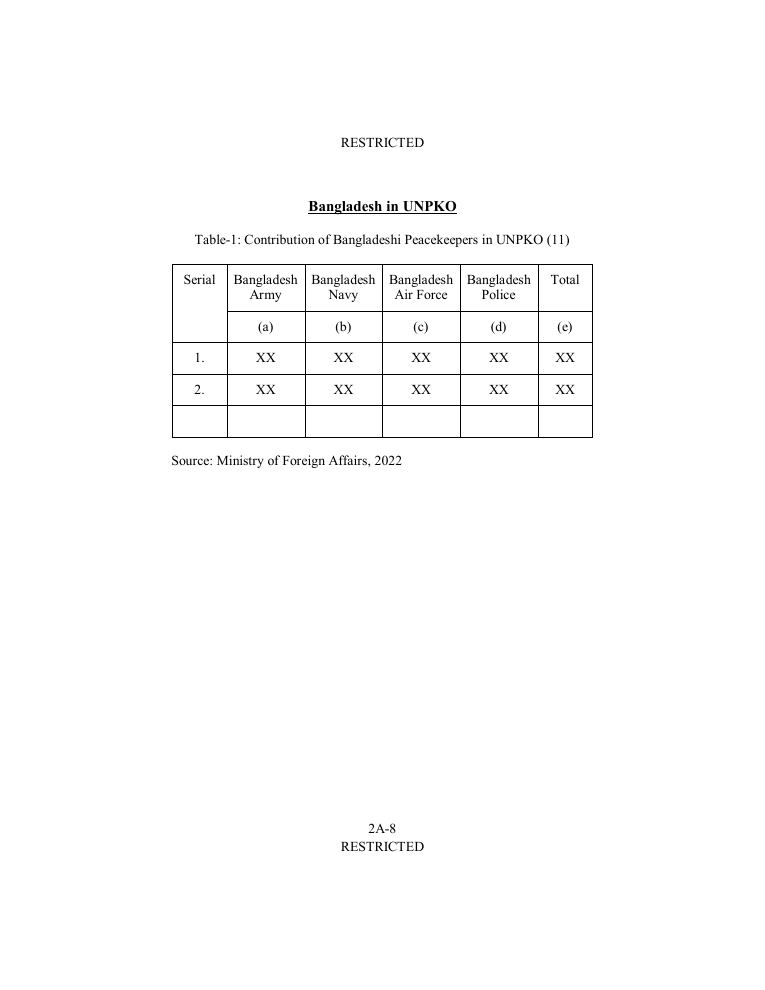 RESTRICTED
Bangladesh in UNPKO
Table-1: Contribution of Bangladeshi Peacekeepers in UNPKO (11)
Serial Bangladesh Army Bangladesh Navy Bangladesh Air Force Bangladesh Police Total
(a) (b) (c) (d) (e)
1. XX XX XX XX XX
2. XX XX XX XX XX
Source: Ministry of Foreign Affairs, 2022
2A-8
RESTRICTED